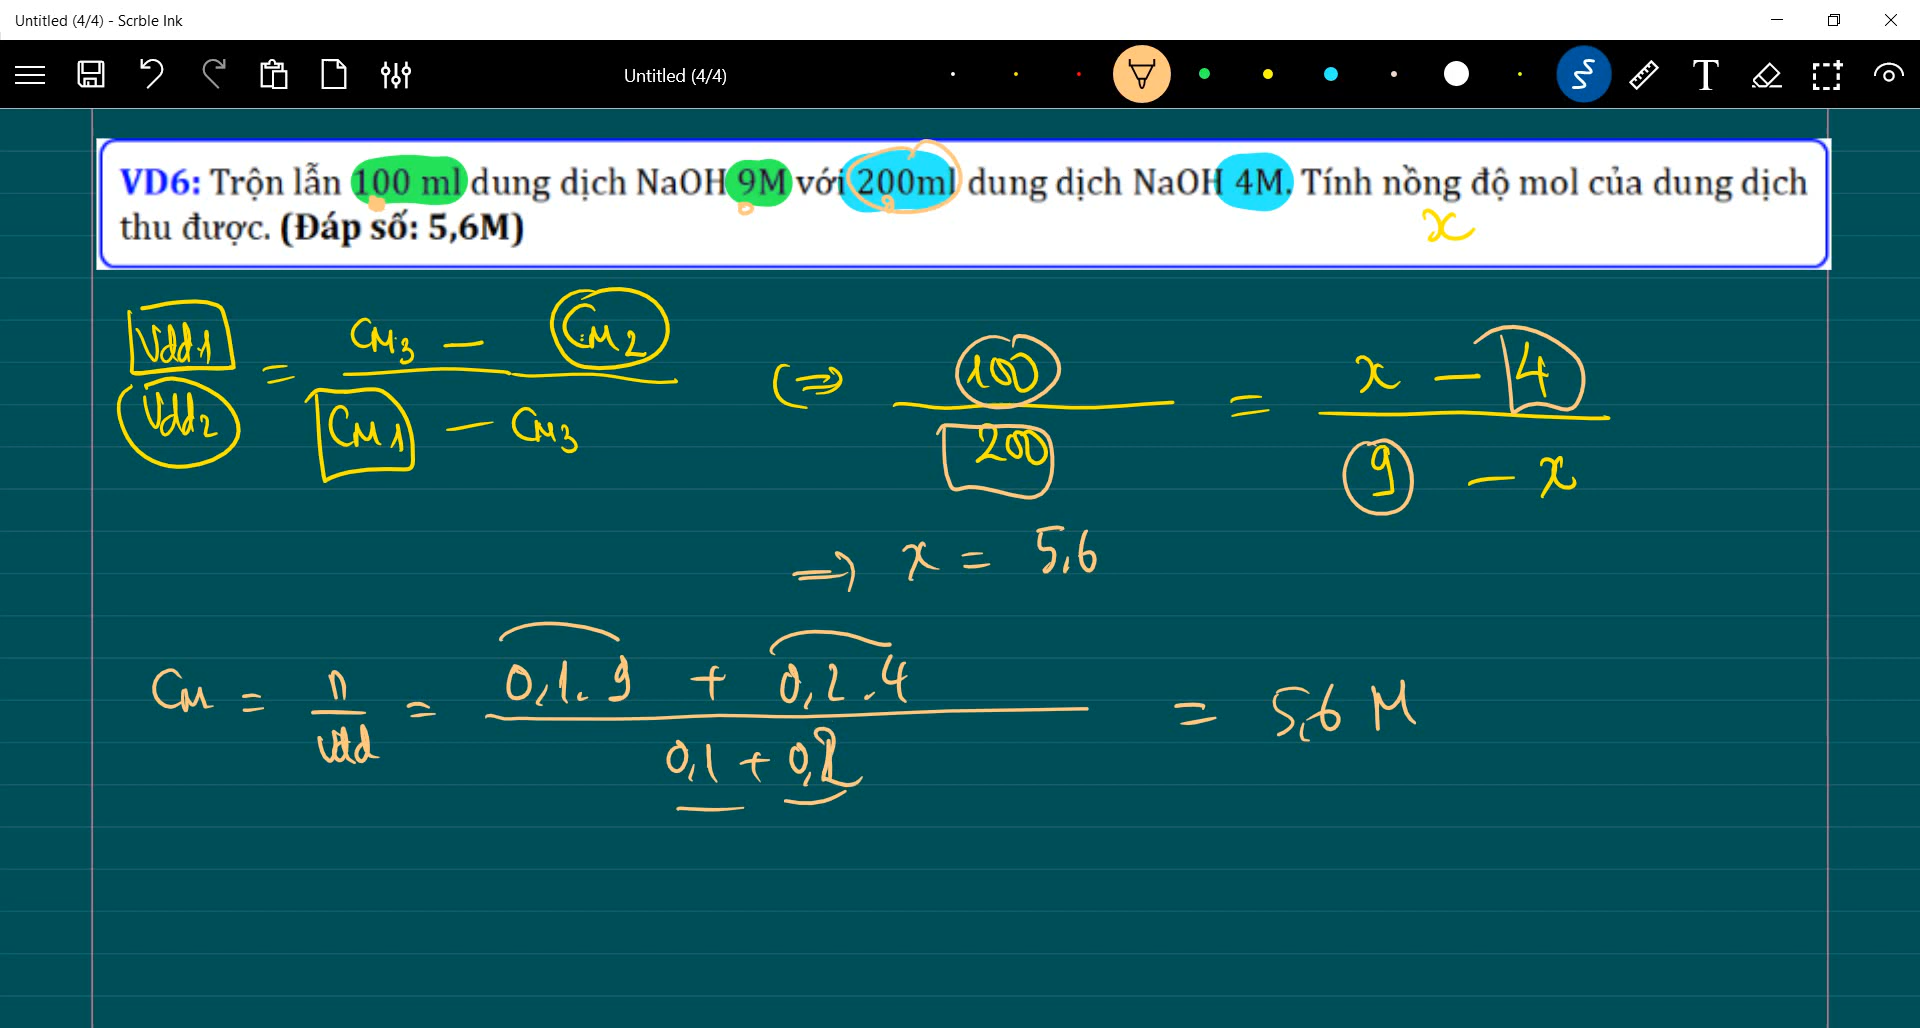 Untitled (4/4) - Scrble Ink
Untitled (4/4)
T
VD6: Trộn lẫn 100 ml dung dịch NaOH 9M với 200ml dung dịch NaOH 4M. Tính nồng độ mol của dung dịch
thu được. (Đáp số: 5,6M)
x
Vdd1 / Vdd2 = CM3 - CM2 / CM1 - CM3 <=> 100 / 200 = x - 4 / 9 - x
=> x = 5,6
CM = n / Vdd = 0,1.9 + 0,2.4 / 0,1 + 0,2 = 5,6 M